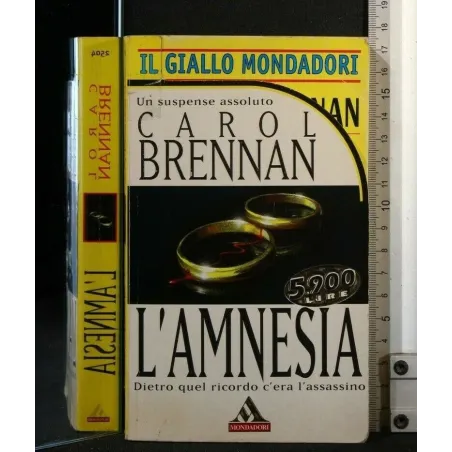 IL GIALLO MONDADORI
Un suspense assoluto
NAN
CAROL
BRENNAN
5.900
LIRE
L'AMNESIA
Dietro quel ricordo c'era l'assassino
MONDADORI
BRENNAN
CAROL
L'AMNESIA